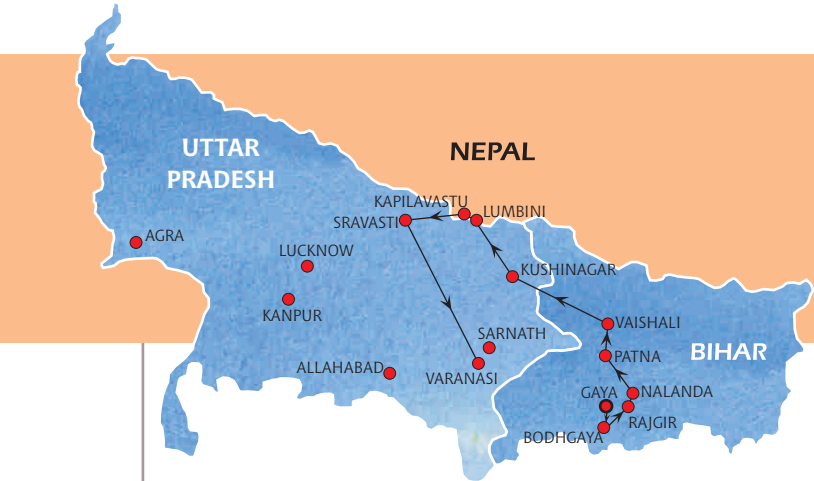 UTTAR
PRADESH
NEPAL
KAPILAVASTU
LUMBINI
SRAVASTI
AGRA
LUCKNOW
KUSHINAGAR
KANPUR
VAISHALI
SARNATH
PATNA
BIHAR
ALLAHABAD
VARANASI
GAYA
NALANDA
RAJGIR
BODHGAYA